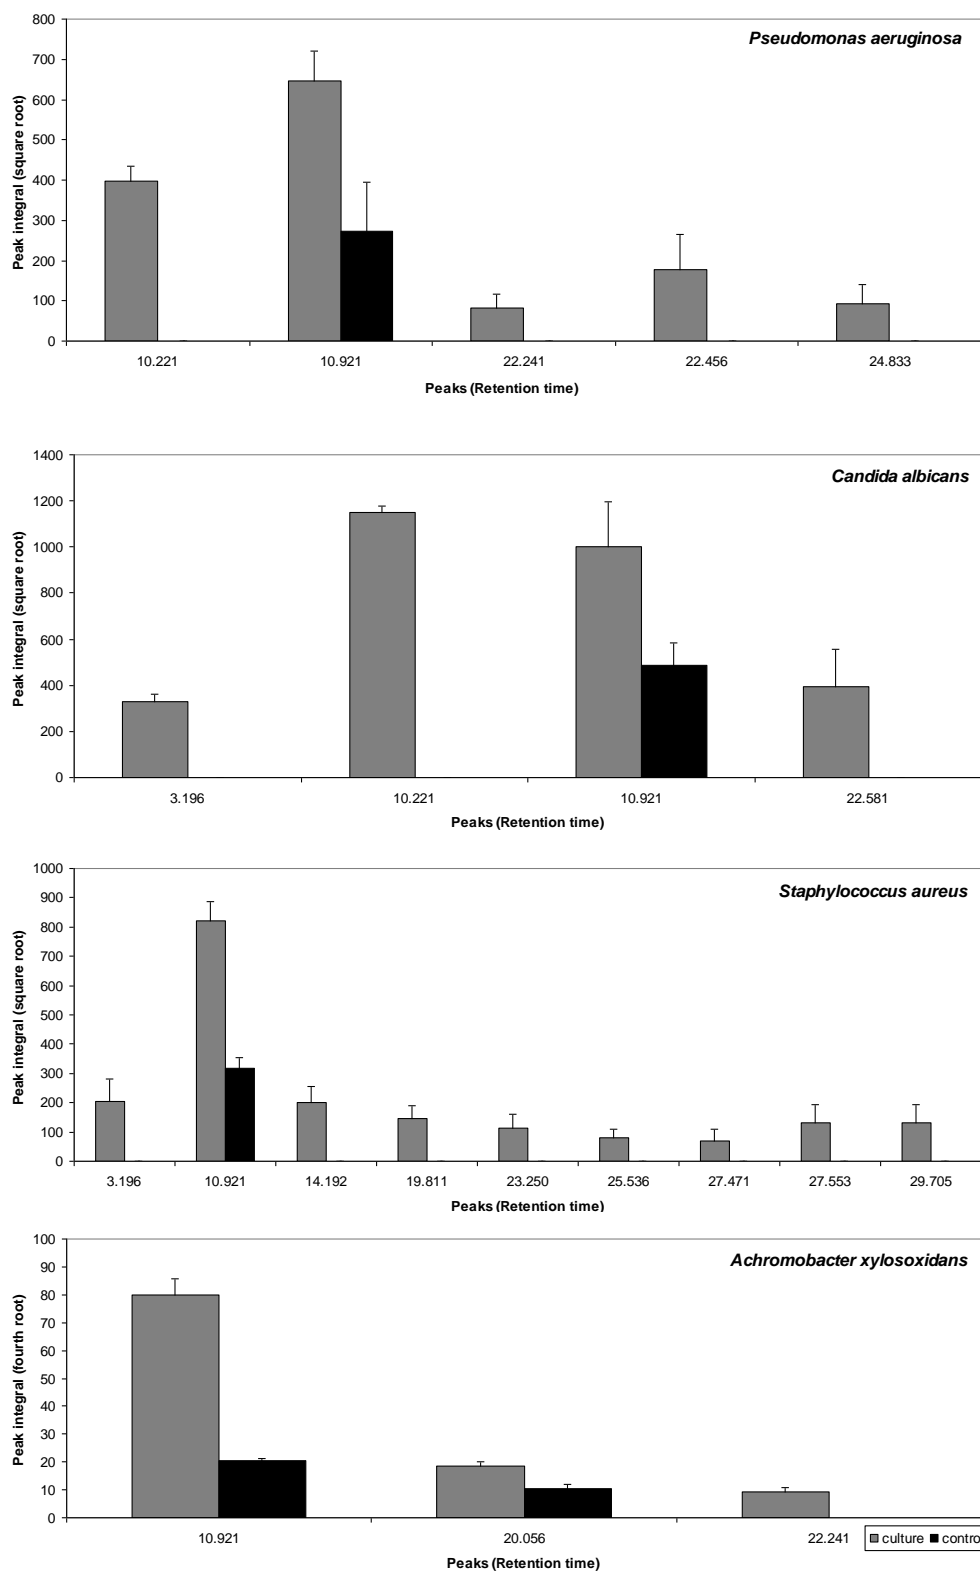 Pseudomonas aeruginosa
Peak integral (square root)
800
700
600
500
400
300
200
100
0
10.221 10.921 22.241 22.456 24.833
Peaks (Retention time)
Candida albicans
Peak integral (square root)
1400
1200
1000
800
600
400
200
0
3.196 10.221 10.921 22.581
Peaks (Retention time)
Staphylococcus aureus
Peak integral (square root)
1000
900
800
700
600
500
400
300
200
100
0
3.196 10.921 14.192 19.811 23.250 25.536 27.471 27.553 29.705
Peaks (Retention time)
Achromobacter xylosoxidans
Peak integral (fourth root)
100
90
80
70
60
50
40
30
20
10
0
10.921 20.056 22.241
culture contro
Peaks (Retention time)